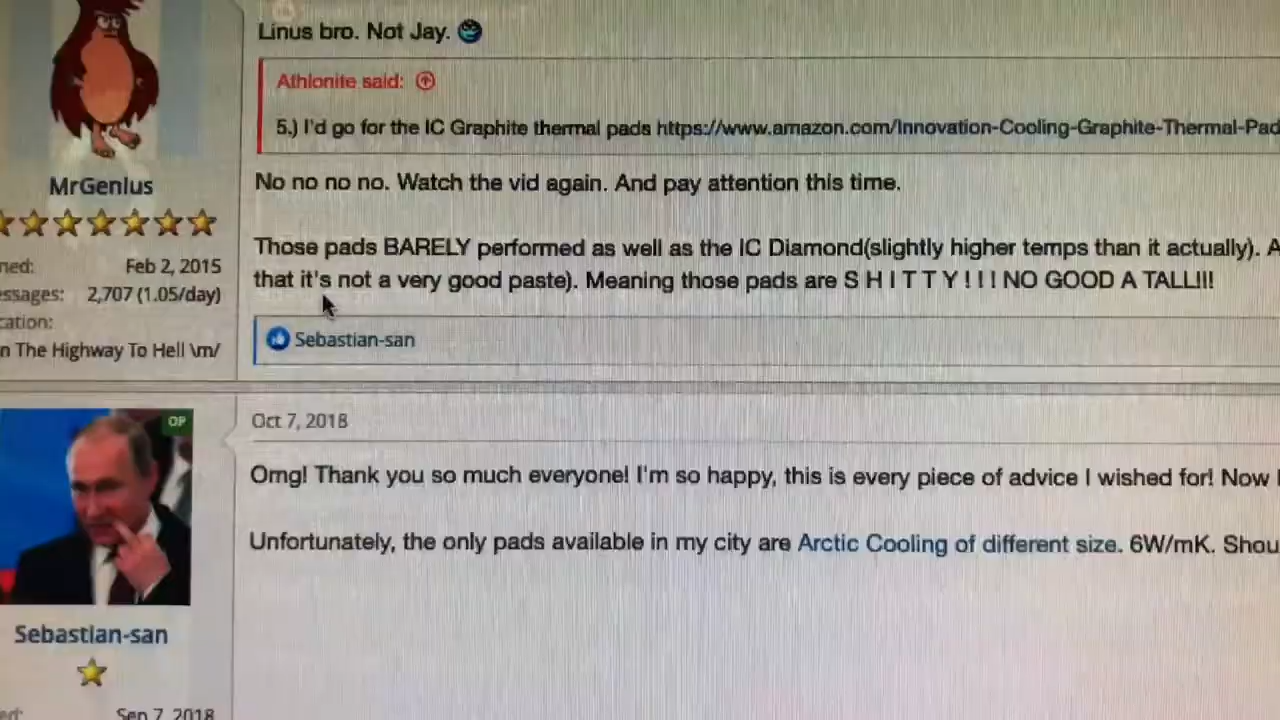 Linus bro. Not Jay.
Athlonite said:
5.) I'd go for the IC Graphite thermal pads https://www.amazon.com/Innovation-Cooling-Graphite-Thermal-Pad
MrGenius
No no no no. Watch the vid again. And pay attention this time.
ned: Feb 2, 2015
Those pads BARELY performed as well as the IC Diamond(slightly higher temps than it actually). A
essages: 2,707 (1.05/day)
that it's not a very good paste). Meaning those pads are S H I T T Y ! ! ! NO GOOD A TALL!!!
cation:
n The Highway To Hell \m/
Sebastian-san
OP
Oct 7, 2018
Omg! Thank you so much everyone! I'm so happy, this is every piece of advice I wished for! Now
Unfortunately, the only pads available in my city are Arctic Cooling of different size. 6W/mK. Shou
Sebastian-san
ed: Sep 7, 2018